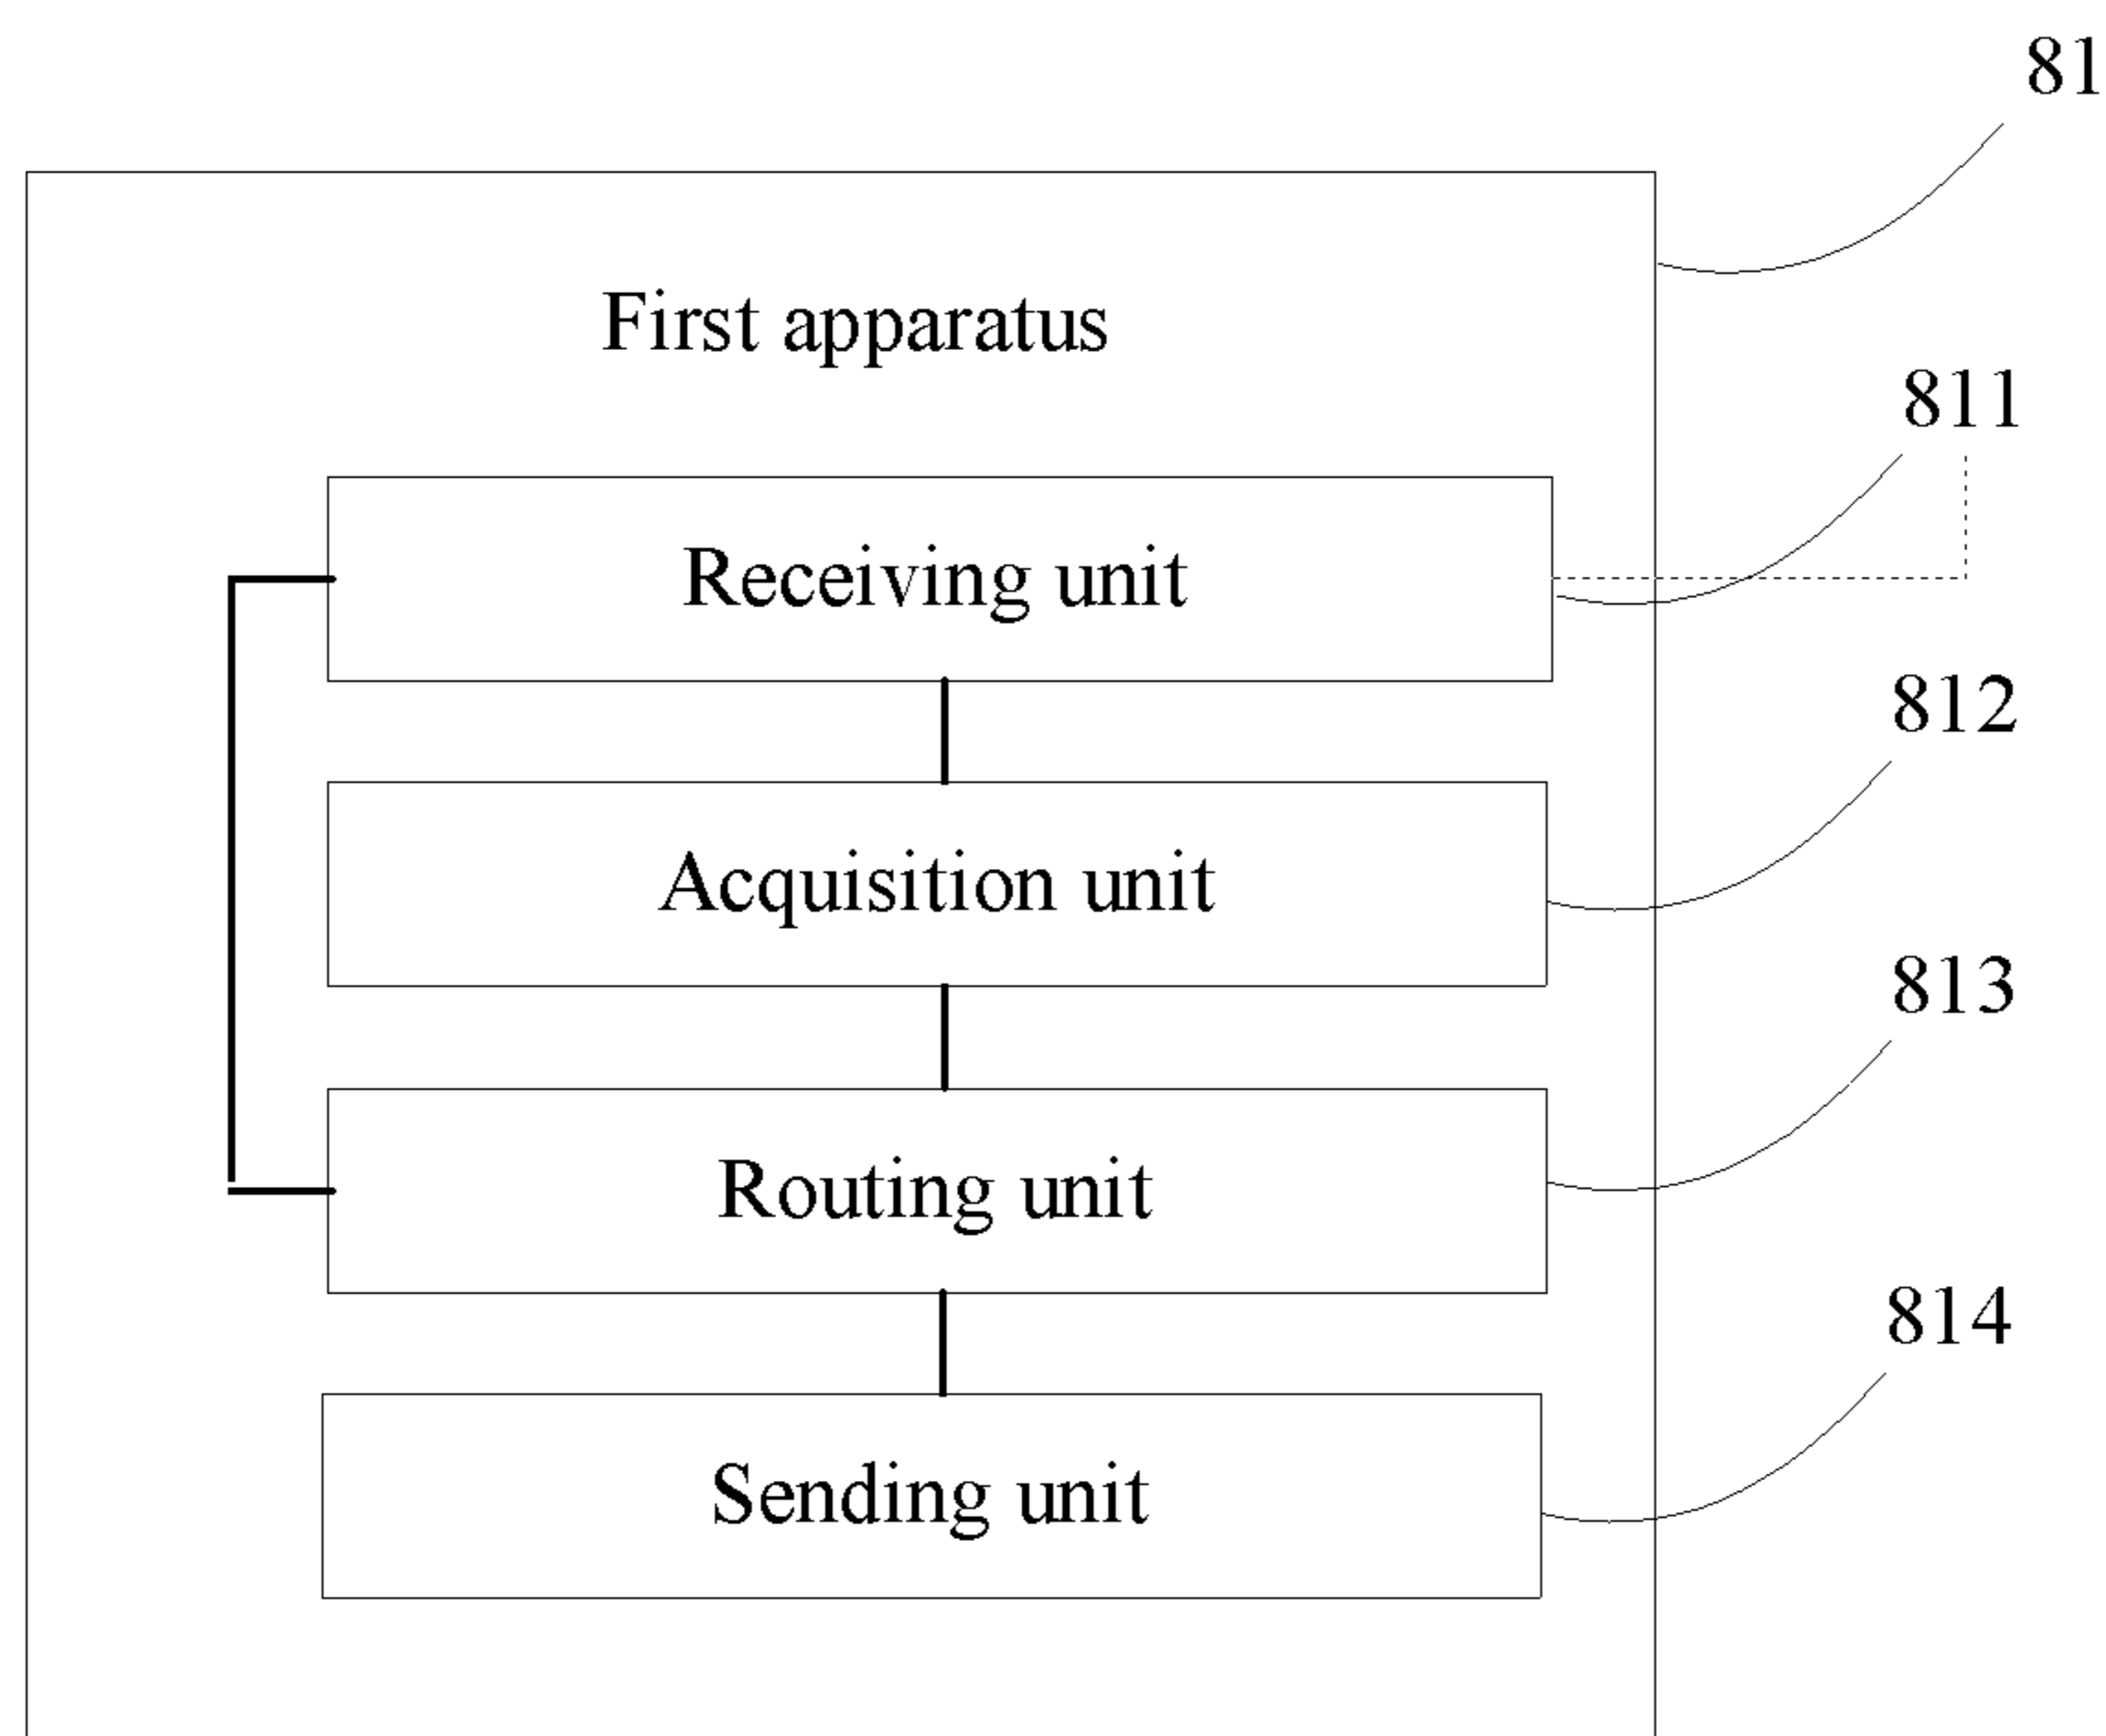 81
First apparatus
811
Receiving unit
812
Acquisition unit
813
Routing unit
814
Sending unit